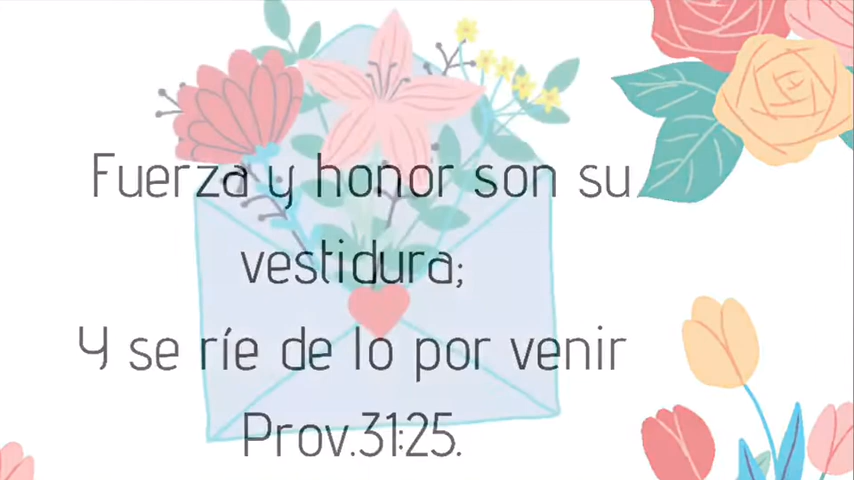 Fuerza y honor son su
vestidura;
Y se ríe de lo por venir
Prov.31:25.